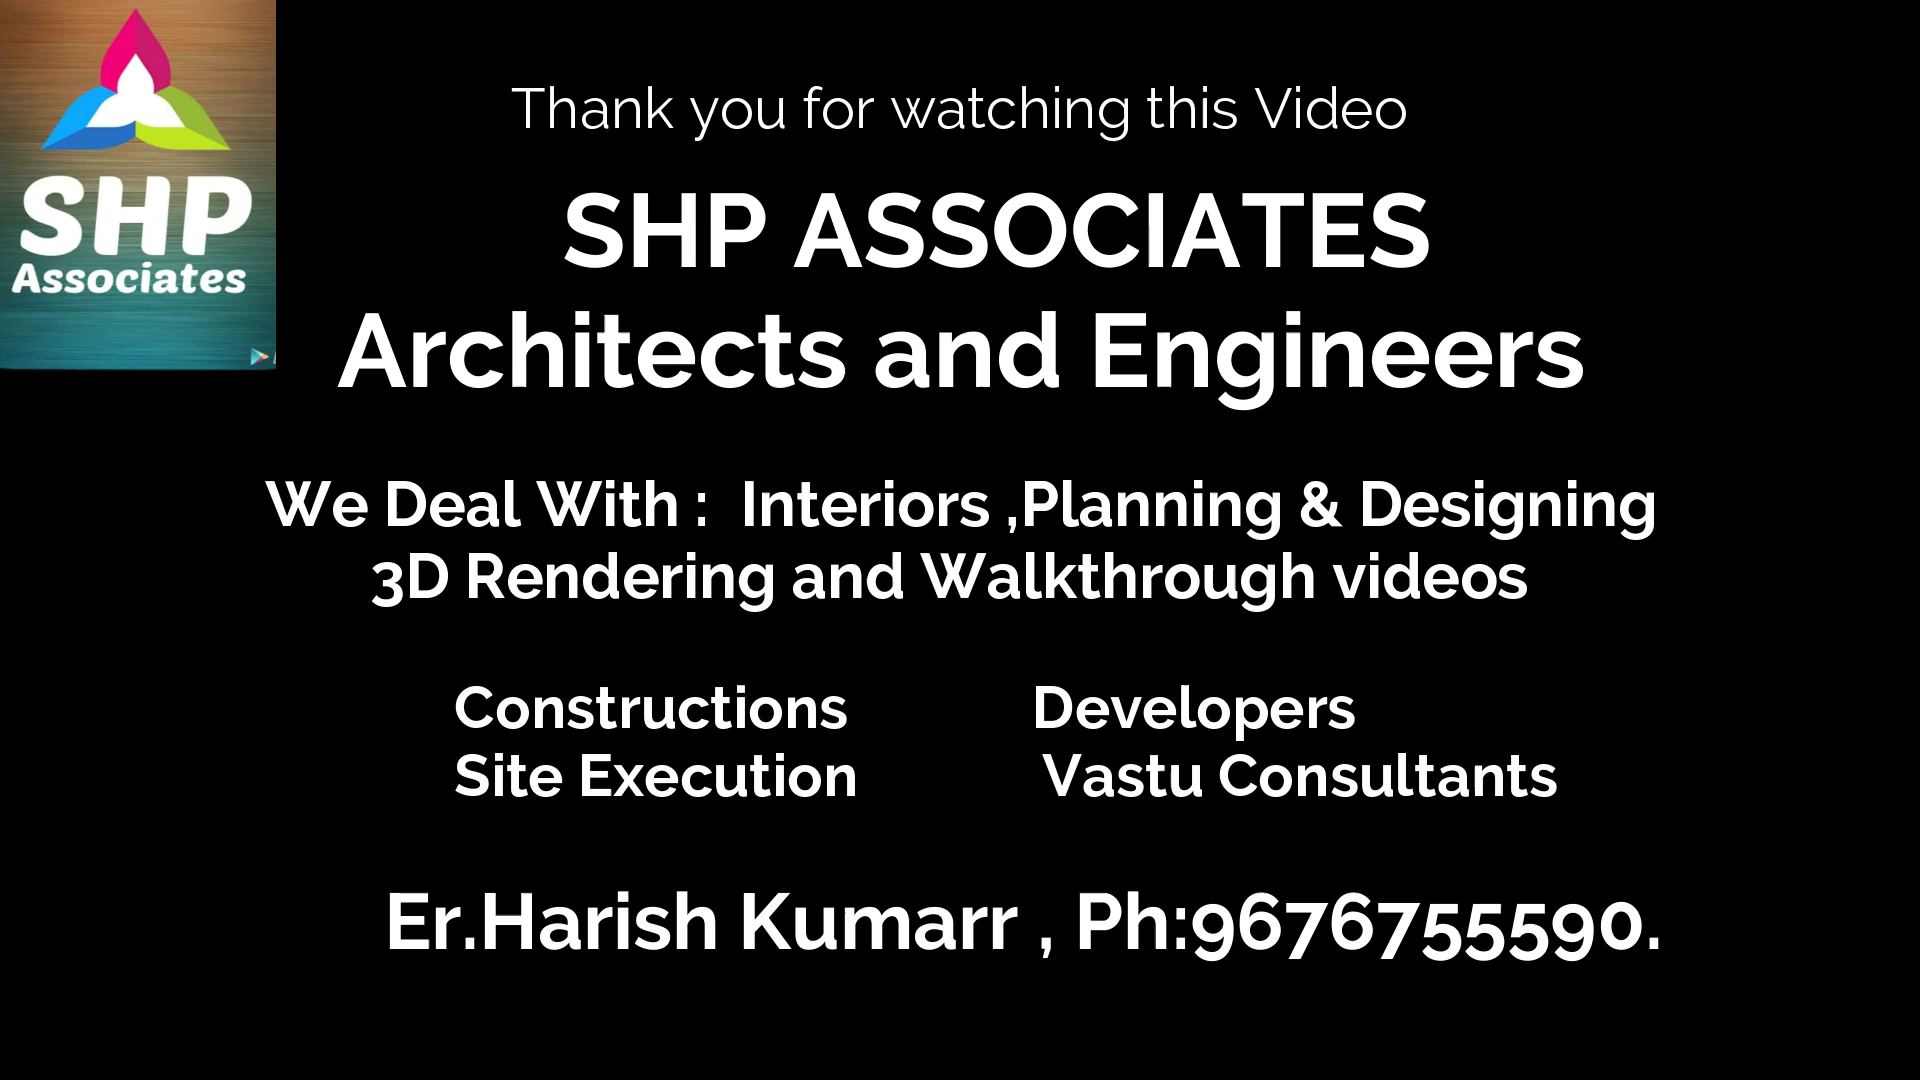 SHP
Associates
Thank you for watching this Video
SHP ASSOCIATES
Architects and Engineers
We Deal With :  Interiors ,Planning & Designing
3D Rendering and Walkthrough videos
Constructions Developers
Site Execution Vastu Consultants
Er.Harish Kumarr , Ph:9676755590.